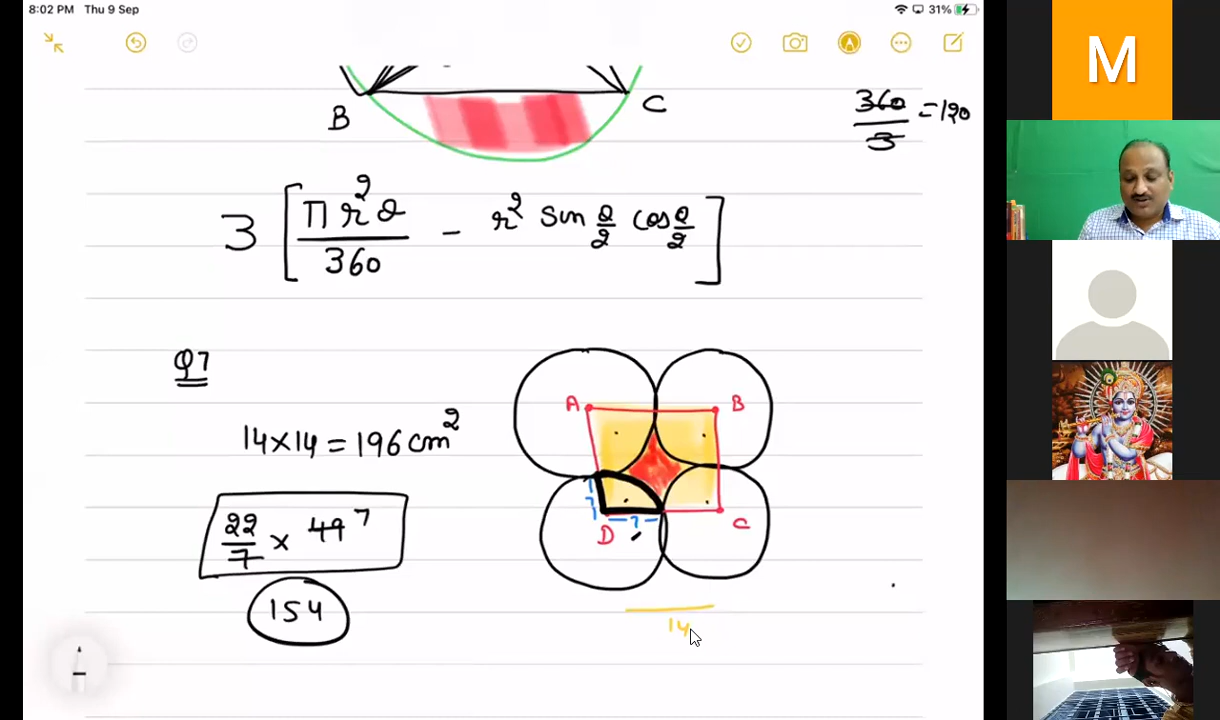 8:02 PM Thu 9 Sep
31%
M
B
C
360/3 = 120
3 [ πr²θ/360 - r² sin θ/2 cos θ/2 ]
Q7
A
B
14×14 = 196 cm²
7
7
C
D
22/7 × 49 7
154
14